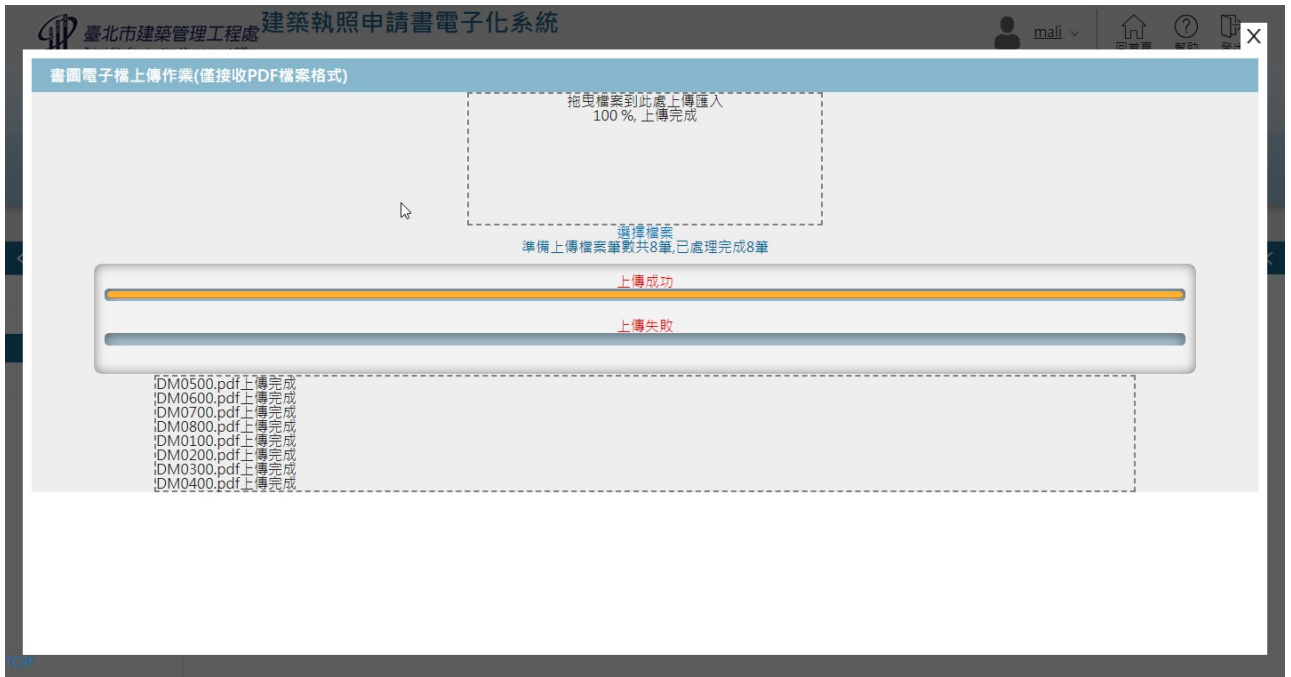 臺北市建築管理工程處建築執照申請書電子化系統
mali
回首頁 幫助
X
書圖電子檔上傳作業(僅接收PDF檔案格式)
拖曳檔案到此處上傳匯入
100 %, 上傳完成
選擇檔案
準備上傳檔案筆數共8筆,已處理完成8筆
上傳成功
上傳失敗
DM0500.pdf上傳完成
DM0600.pdf上傳完成
DM0700.pdf上傳完成
DM0800.pdf上傳完成
DM0100.pdf上傳完成
DM0200.pdf上傳完成
DM0300.pdf上傳完成
DM0400.pdf上傳完成
TOP